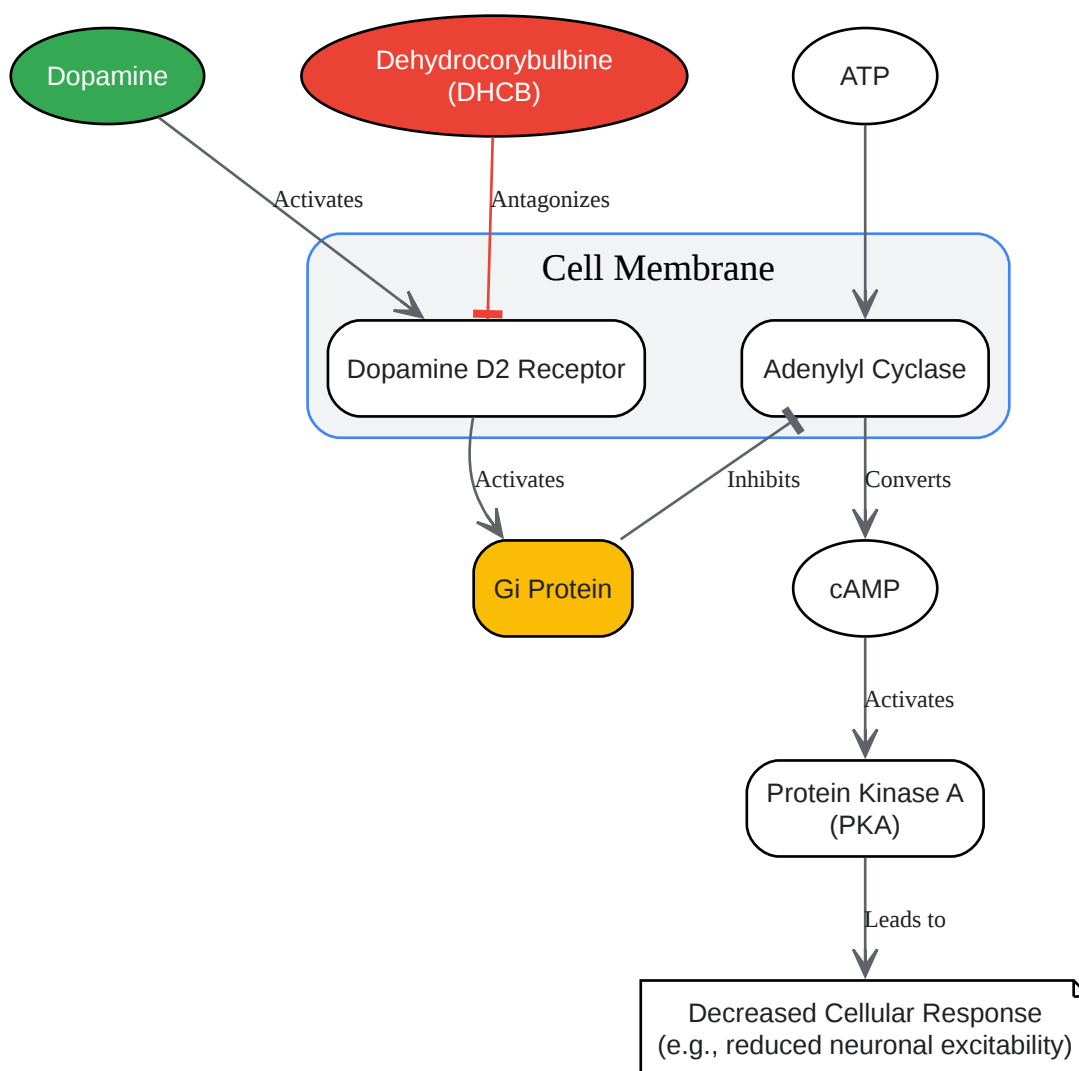 Dopamine
Dehydrocorybulbine
(DHCB)
ATP
Activates
Antagonizes
Cell Membrane
Dopamine D2 Receptor
Adenylyl Cyclase
Activates
Inhibits
Converts
Gi Protein
cAMP
Activates
Protein Kinase A
(PKA)
Leads to
Decreased Cellular Response
(e.g., reduced neuronal excitability)